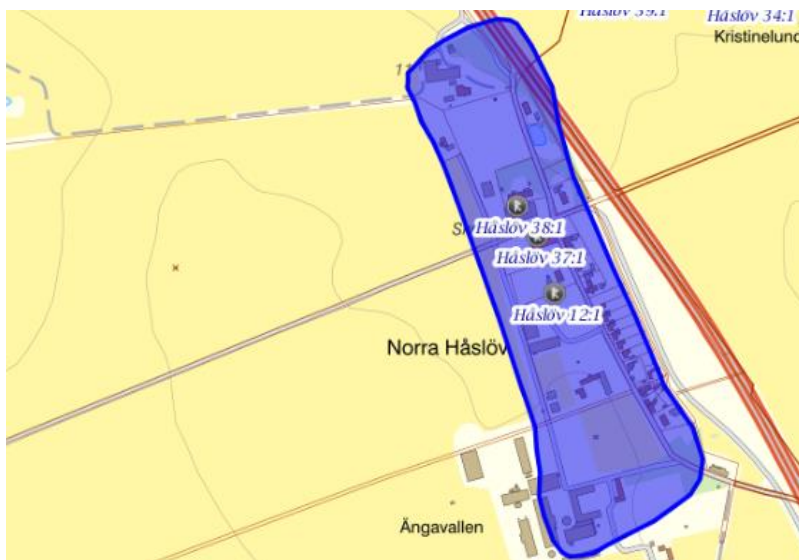 Håslöv 39:1
Håslöv 34:1
Kristinelund
Håslöv 38:1
Håslöv 37:1
Håslöv 12:1
Norra Håslöv
Ängavallen